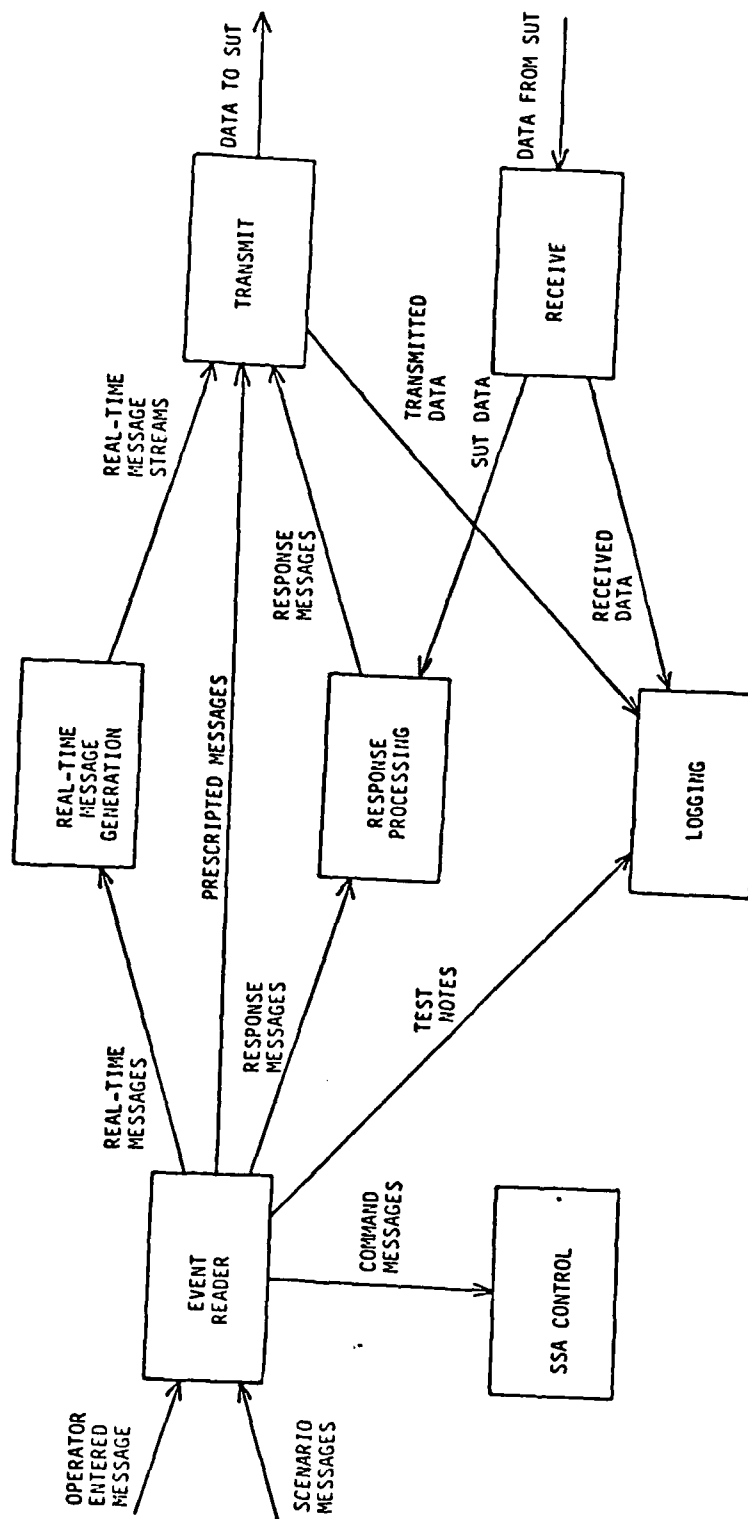 OPERATOR
ENTERED
MESSAGE
SCENARIO
MESSAGES
EVENT
READER
REAL-TIME
MESSAGES
PRESCRIPTED MESSAGES
RESPONSE
MESSAGES
TEST
NOTES
COMMAND
MESSAGES
SSA CONTROL
REAL-TIME
MESSAGE
GENERATION
RESPONSE
PROCESSING
LOGGING
REAL-TIME
MESSAGE
STREAMS
RESPONSE
MESSAGES
TRANSMITTED
DATA
SUT DATA
RECEIVED
DATA
TRANSMIT
RECEIVE
DATA TO SUT
DATA FROM SUT